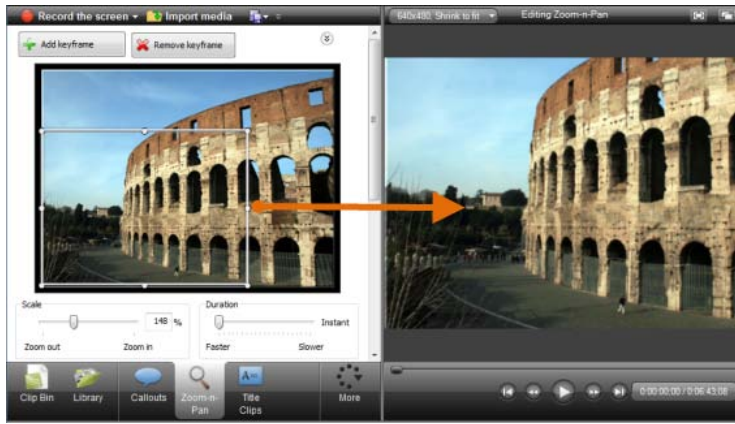 Record the screen
Import media
640x480, Shrink to fit
Editing Zoom-n-Pan
Add keyframe
Remove keyframe
Scale
148 %
Zoom out
Zoom in
Duration
Instant
Faster
Slower
Clip Bin
Library
Callouts
Zoom-n-
Pan
Title
Clips
More
0:00:00:00 / 0:06:43:08